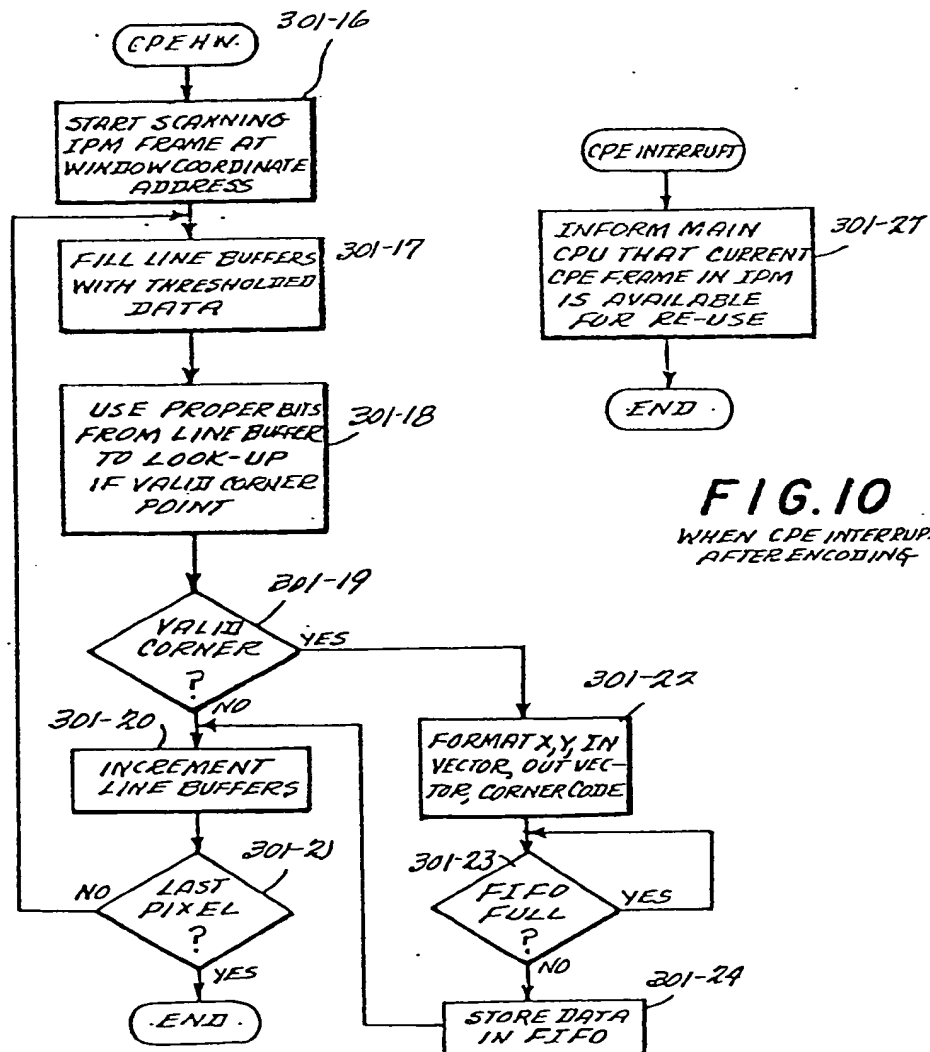 CPE H.W.
301-16
START SCANNING
IPM FRAME AT
WINDOW COORDINATE
ADDRESS
FILL LINE BUFFERS
WITH THRESHOLDED
DATA
301-17
USE PROPER BITS
FROM LINE BUFFER
TO LOOK-UP
IF VALID CORNER
POINT
301-18
301-19
VALID
CORNER
?
YES
NO
301-20
INCREMENT
LINE BUFFERS
301-21
LAST
PIXEL
?
NO
YES
.END.
301-22
FORMAT X,Y, IN
VECTOR, OUT VEC-
TOR, CORNER CODE
301-23
FIFO
FULL
?
YES
NO
301-24
STORE DATA
IN FIFO
CPE INTERRUPT
INFORM MAIN
CPU THAT CURRENT
CPE FRAME IN IPM
IS AVAILABLE
FOR RE-USE
301-27
END.
FIG.10
WHEN CPE INTERRUP
AFTER ENCODING